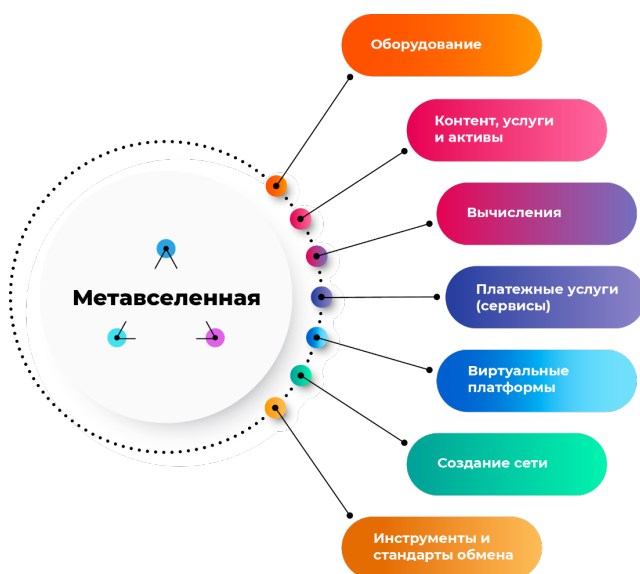 Оборудование
Контент, услуги
и активы
Вычисления
Метавселенная
Платежные услуги
(сервисы)
Виртуальные
платформы
Создание сети
Инструменты и
стандарты обмена